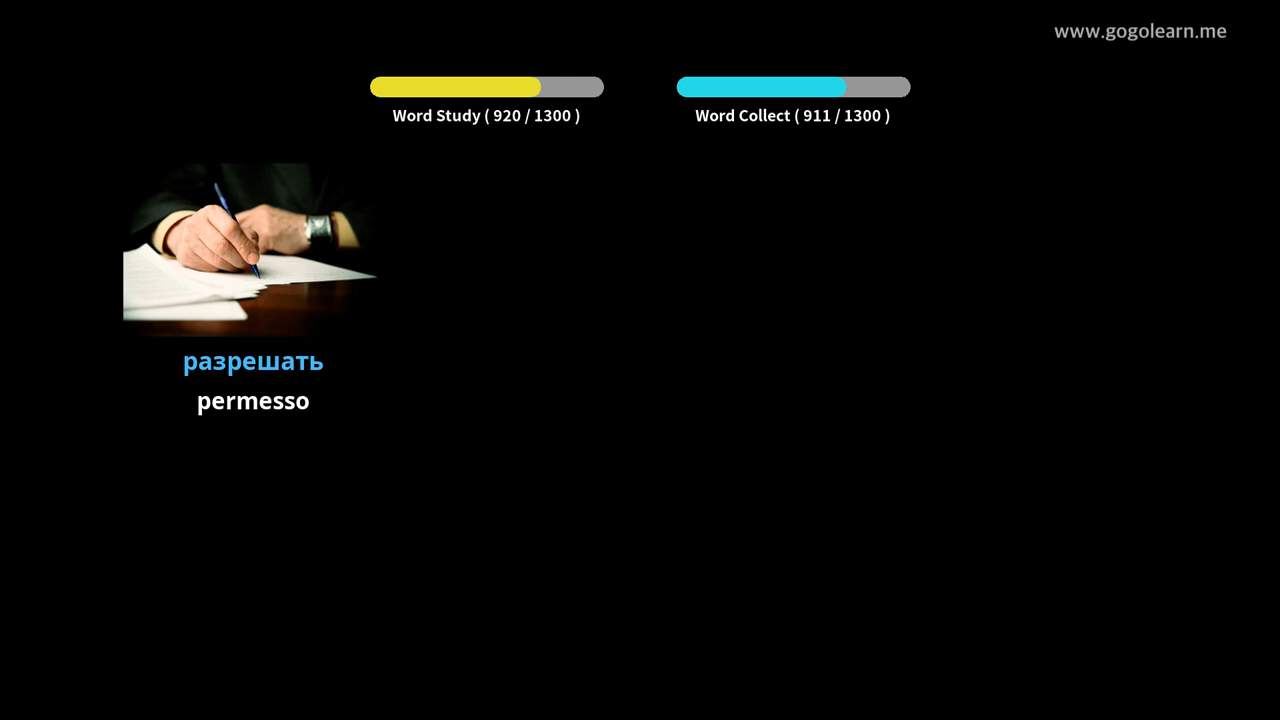 www.gogolearn.me
Word Study ( 920 / 1300 )
Word Collect ( 911 / 1300 )
разрешать
permesso